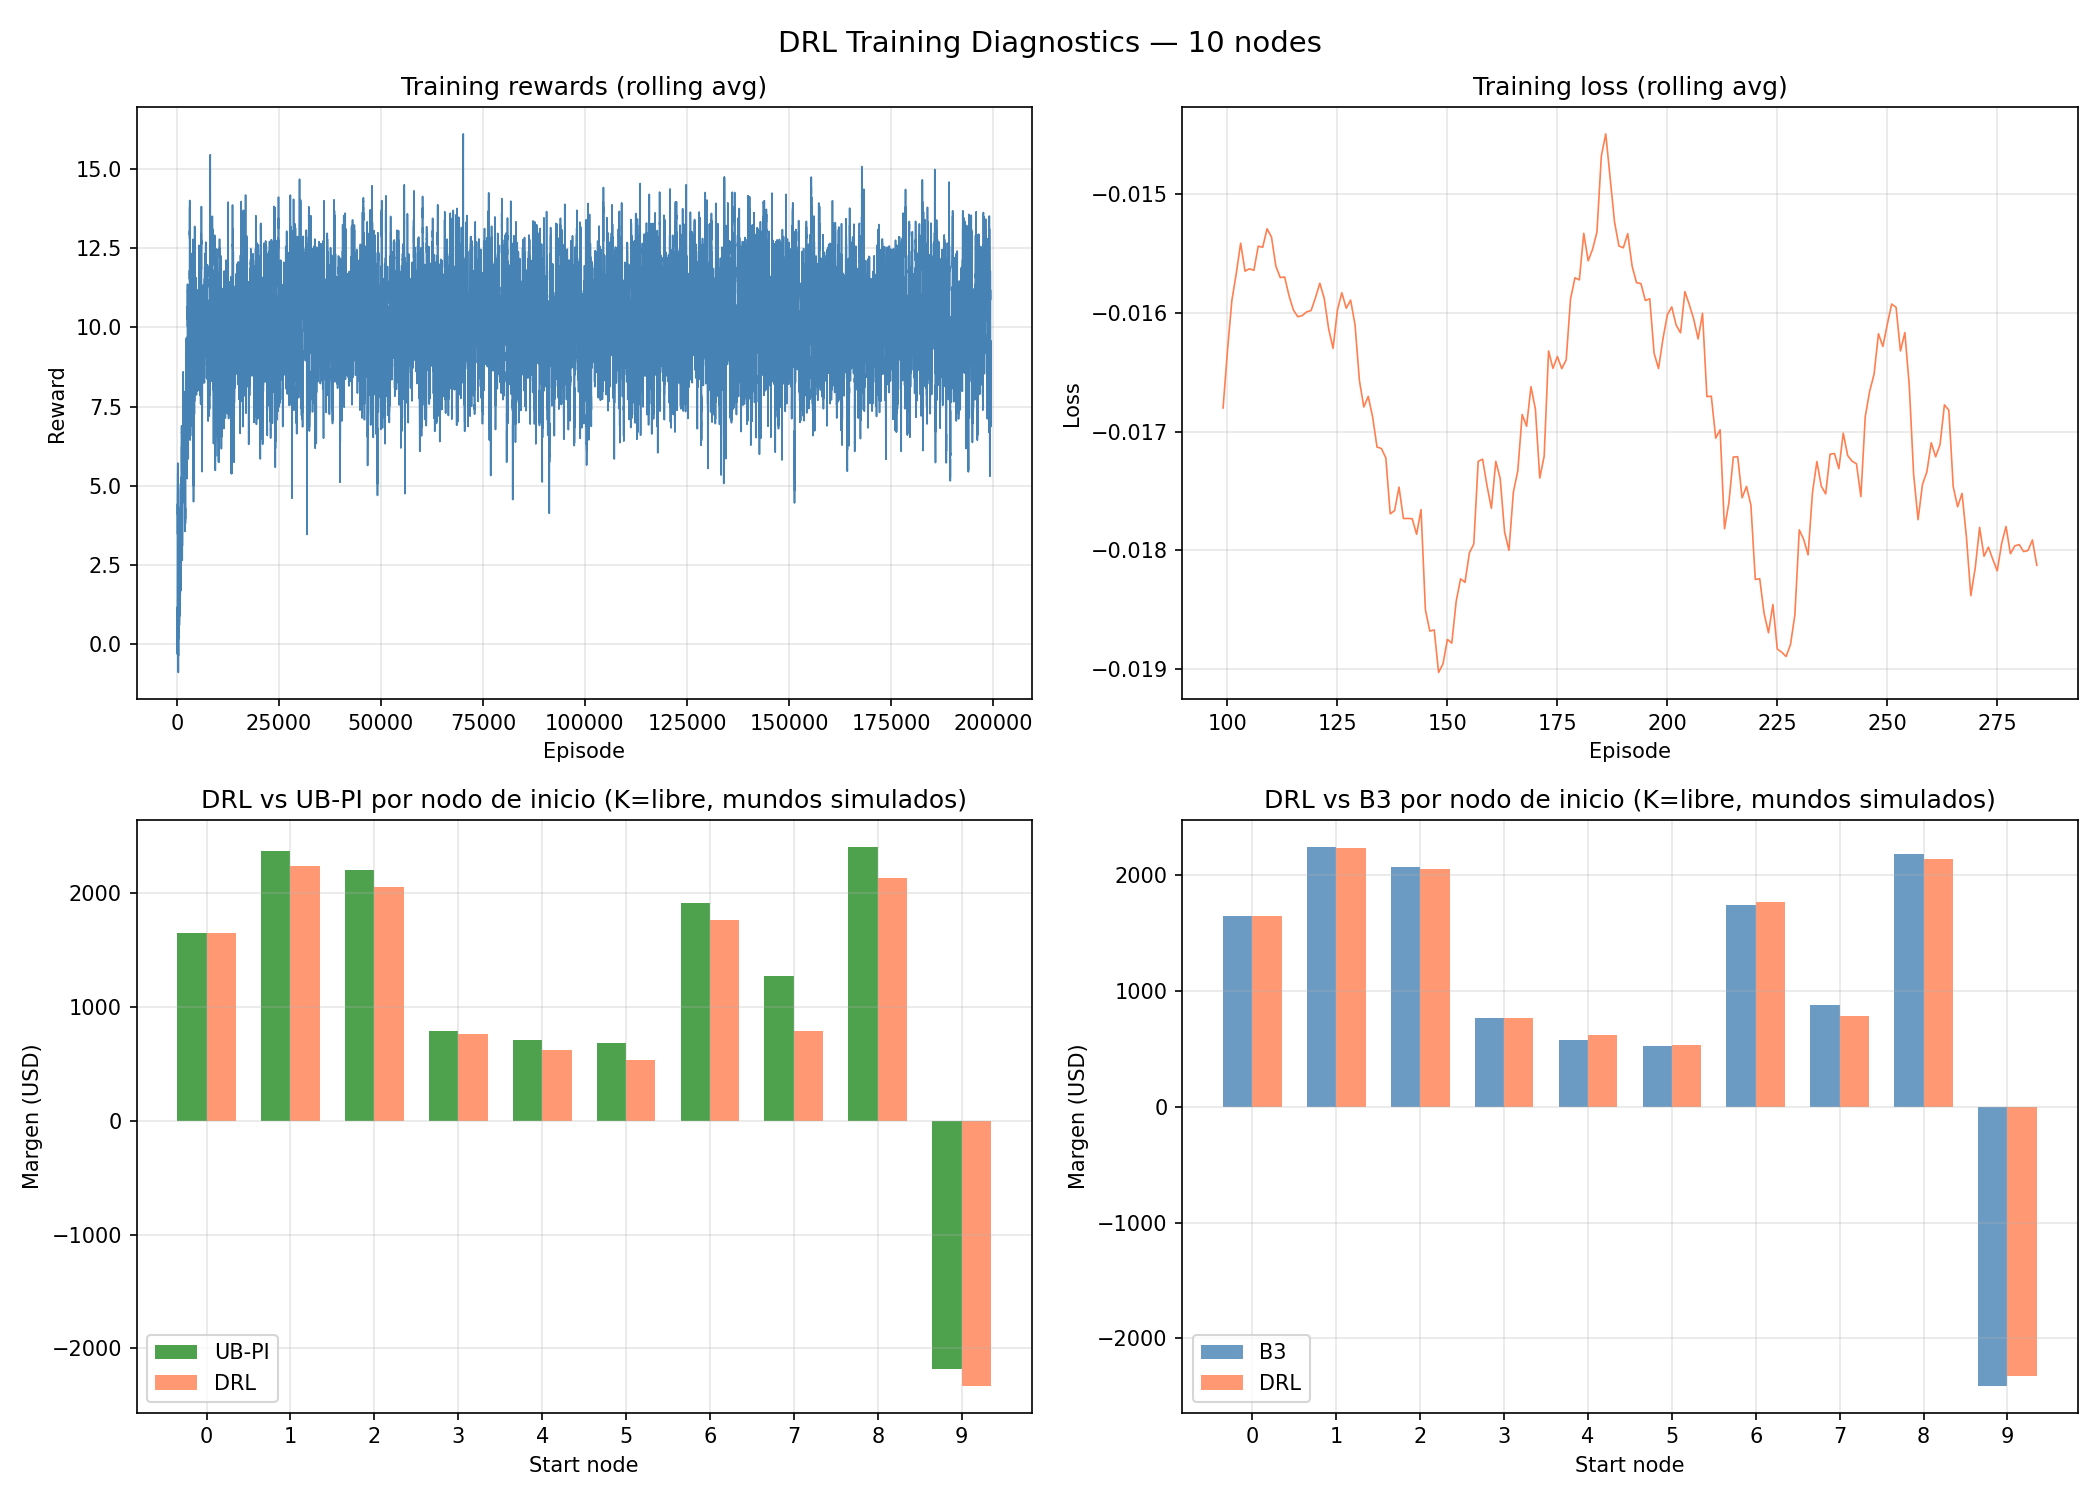 DRL Training Diagnostics — 10 nodes
Training rewards (rolling avg)
Reward
15.0
12.5
10.0
7.5
5.0
2.5
0.0
0 25000 50000 75000 100000 125000 150000 175000 200000
Episode
Training loss (rolling avg)
Loss
−0.015
−0.016
−0.017
−0.018
−0.019
100 125 150 175 200 225 250 275
Episode
DRL vs UB-PI por nodo de inicio (K=libre, mundos simulados)
Margen (USD)
2000
1000
0
−1000
−2000
UB-PI
DRL
0 1 2 3 4 5 6 7 8 9
Start node
DRL vs B3 por nodo de inicio (K=libre, mundos simulados)
Margen (USD)
2000
1000
0
−1000
−2000
B3
DRL
0 1 2 3 4 5 6 7 8 9
Start node